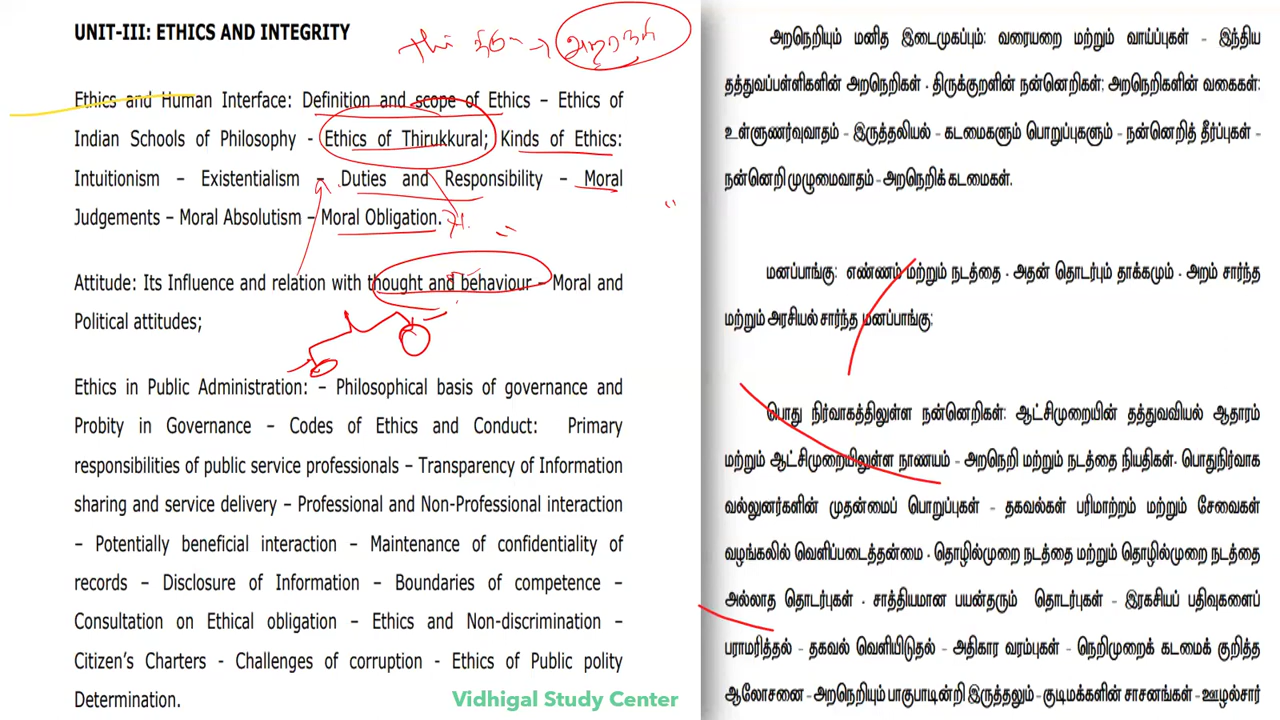 UNIT-III: ETHICS AND INTEGRITY
Ethics and Human Interface: Definition and scope of Ethics – Ethics of
Indian Schools of Philosophy - Ethics of Thirukkural; Kinds of Ethics:
Intuitionism – Existentialism – Duties and Responsibility – Moral
Judgements – Moral Absolutism – Moral Obligation.
Attitude: Its Influence and relation with thought and behaviour – Moral and
Political attitudes;
Ethics in Public Administration: – Philosophical basis of governance and
Probity in Governance – Codes of Ethics and Conduct: Primary
responsibilities of public service professionals – Transparency of Information
sharing and service delivery – Professional and Non-Professional interaction
– Potentially beneficial interaction – Maintenance of confidentiality of
records – Disclosure of Information – Boundaries of competence –
Consultation on Ethical obligation – Ethics and Non-discrimination –
Citizen's Charters - Challenges of corruption - Ethics of Public polity
Determination.
Vidhigal Study Center
அறநெறியும் மனித இடைமுகப்பும்: வரையறை மற்றும் வாய்ப்புகள் - இந்திய
தத்துவப்பள்ளிகளின் அறநெறிகள் - திருக்குறளின் நன்னெறிகள்; அறநெறிகளின் வகைகள்:
உள்ளுணர்வுவாதம் - இருத்தலியல் - கடமைகளும் பொறுப்புகளும் - நன்னெறித் தீர்ப்புகள் -
நன்னெறி முழுமைவாதம் - அறநெறிக் கடமைகள்.
மனப்பாங்கு: எண்ணம் மற்றும் நடத்தை - அதன் தொடர்பும் தாக்கமும் - அறம் சார்ந்த
மற்றும் அரசியல் சார்ந்த மனப்பாங்கு;
பொது நிர்வாகத்திலுள்ள நன்னெறிகள்: ஆட்சிமுறையின் தத்துவவியல் ஆதாரம்
மற்றும் ஆட்சிமுறையிலுள்ள நாணயம் - அறநெறி மற்றும் நடத்தை நியதிகள். பொதுநிர்வாக
வல்லுனர்களின் முதன்மைப் பொறுப்புகள் - தகவல்கள் பரிமாற்றம் மற்றும் சேவைகள்
வழங்கலில் வெளிப்படைத்தன்மை - தொழில்முறை நடத்தை மற்றும் தொழில்முறை நடத்தை
அல்லாத தொடர்புகள் - சாத்தியமான பயன்தரும் தொடர்புகள் - இரகசியப் பதிவுகளைப்
பராமரித்தல் - தகவல் வெளியிடுதல் - அதிகார வரம்புகள் - நெறிமுறைக் கடமைக் குறித்த
ஆலோசனை - அறநெறியும் பாகுபாடின்றி இருத்தலும் - குடிமக்களின் சாசனங்கள் - ஊழல்சார்